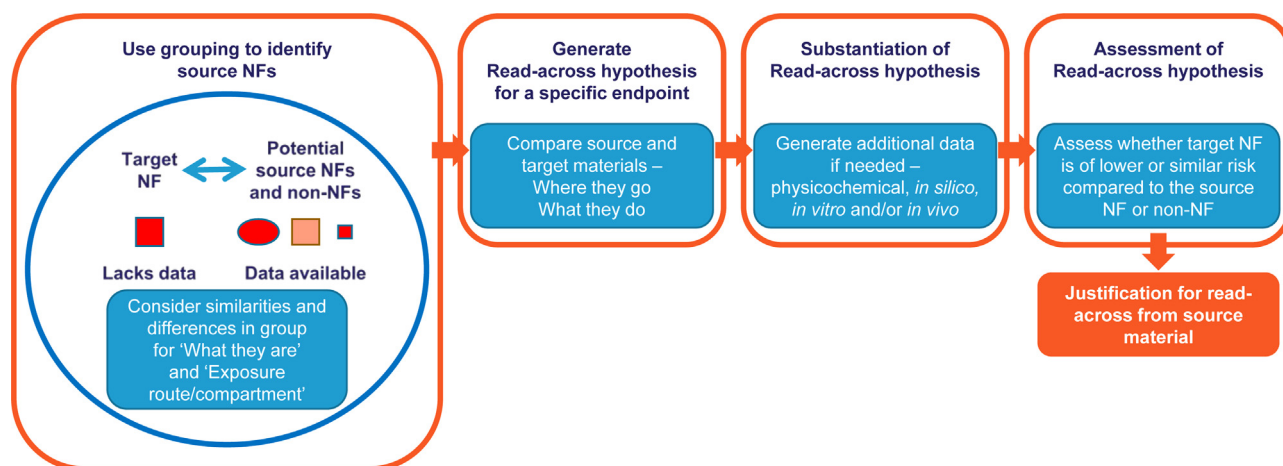 Use grouping to identify
source NFs
Target
NF
Potential
source NFs
and non-NFs
Lacks data
Data available
Consider similarities and
differences in group
for ‘What they are’
and ‘Exposure
route/compartment’
Generate
Read-across hypothesis
for a specific endpoint
Compare source and
target materials –
Where they go
What they do
Substantiation of
Read-across hypothesis
Generate additional data
if needed –
physicochemical, in silico,
in vitro and/or in vivo
Assessment of
Read-across hypothesis
Assess whether target NF
is of lower or similar risk
compared to the source
NF or non-NF
Justification for read-
across from source
material